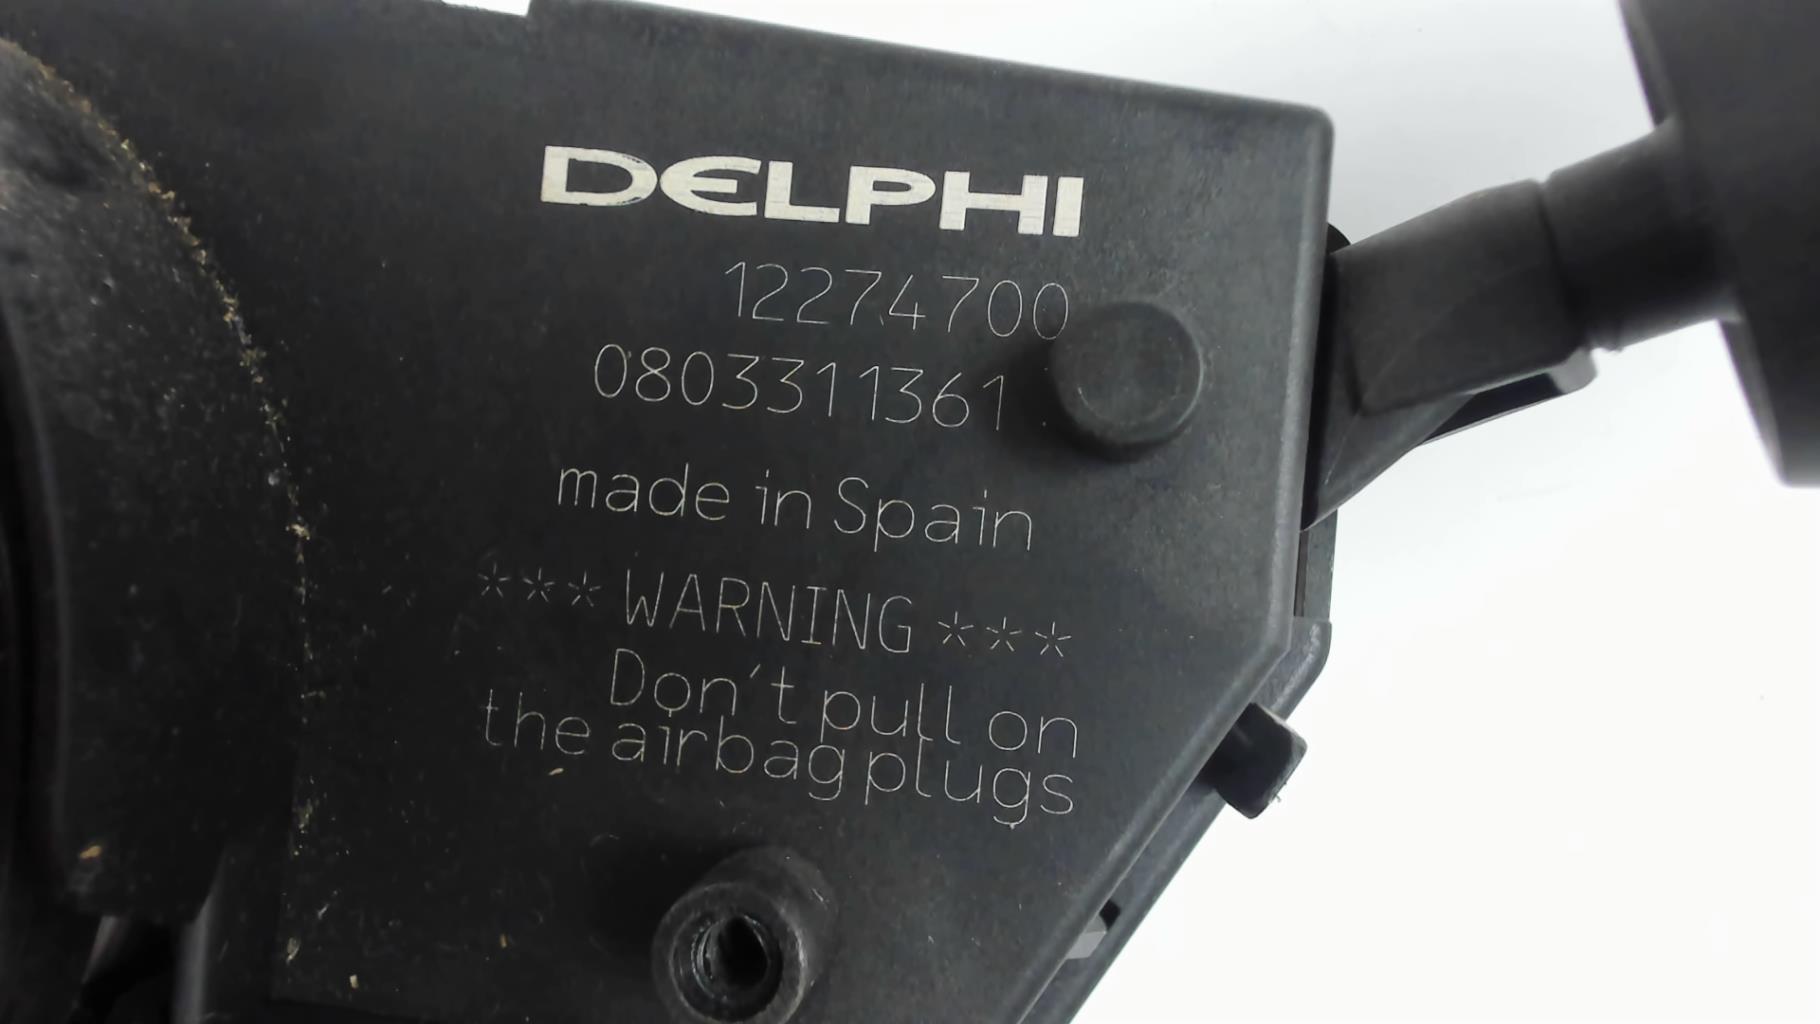 DELPHI
12274700
0803311361
made in Spain
*** WARNING ***
Don't pull on
the airbag plugs